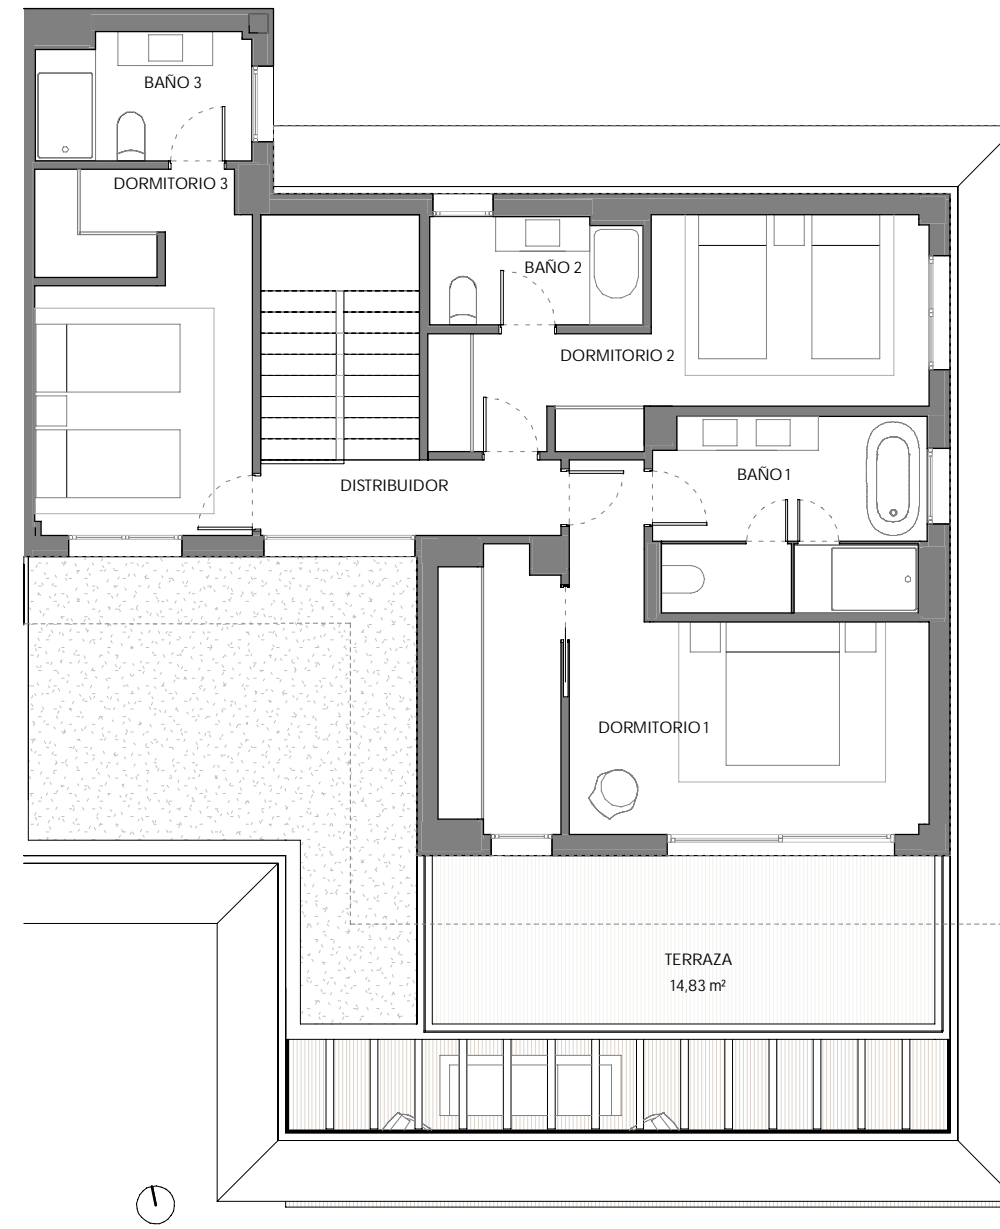 BAÑO 3
DORMITORIO 3
BAÑO 2
DORMITORIO 2
BAÑO 1
DISTRIBUIDOR
DORMITORIO 1
TERRAZA
14,83 m²